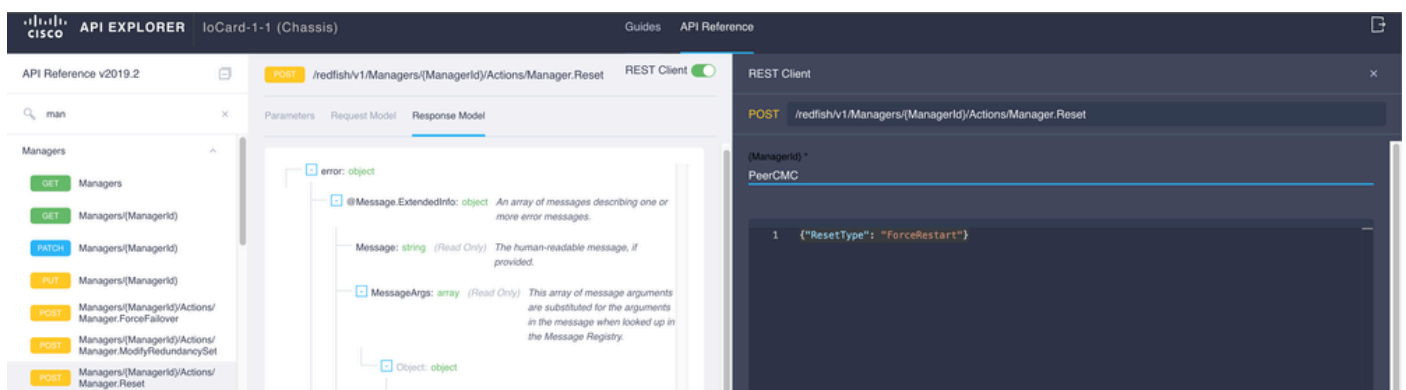 CISCO API EXPLORER IoCard-1-1 (Chassis) Guides API Reference
API Reference v2019.2
man
Managers
GET Managers
GET Managers/{ManagerId}
PATCH Managers/{ManagerId}
PUT Managers/{ManagerId}
POST Managers/{ManagerId}/Actions/
Manager.ForceFailover
POST Managers/{ManagerId}/Actions/
Manager.ModifyRedundancySet
POST Managers/{ManagerId}/Actions/
Manager.Reset
POST /redfish/v1/Managers/{ManagerId}/Actions/Manager.Reset REST Client
Parameters Request Model Response Model
error: object
@Message.ExtendedInfo: object An array of messages describing one or
more error messages.
Message: string (Read Only) The human-readable message, if
provided.
MessageArgs: array (Read Only) This array of message arguments
are substituted for the arguments
in the message when looked up in
the Message Registry.
Object: object
REST Client
POST /redfish/v1/Managers/{ManagerId}/Actions/Manager.Reset
{ManagerId} *
PeerCMC
1 {"ResetType": "ForceRestart"}